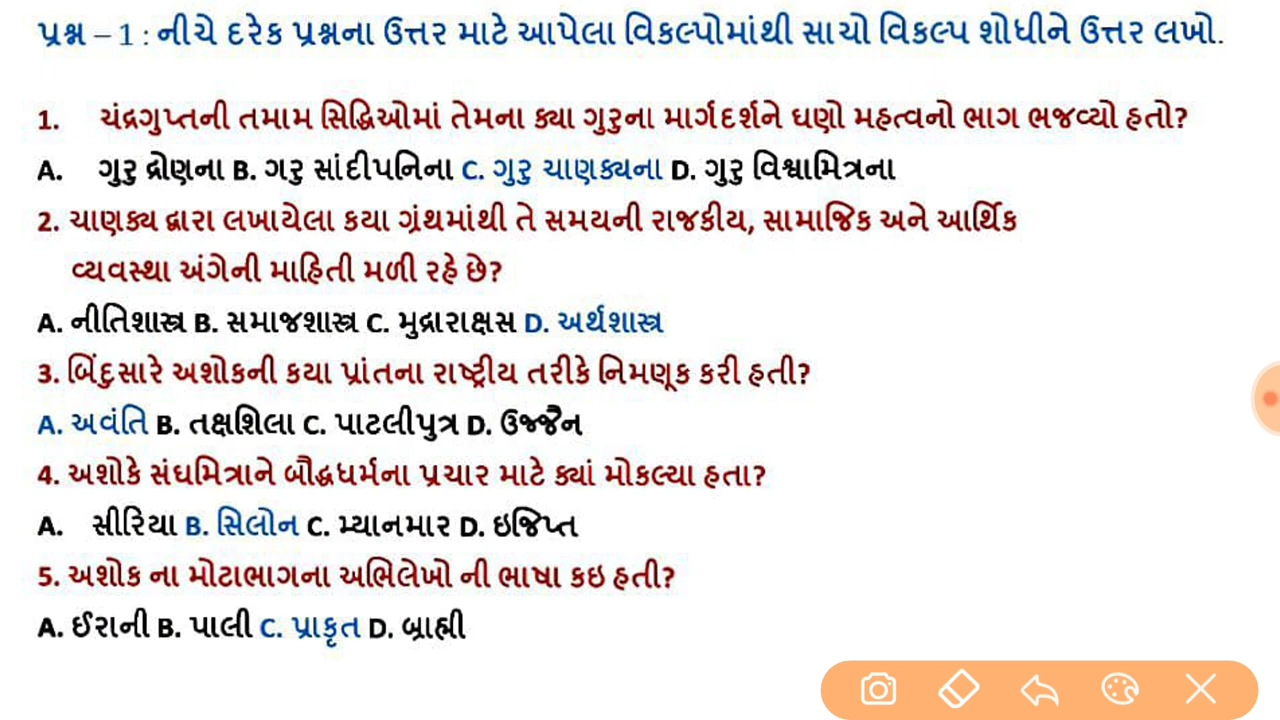 પ્રશ્ન – 1 : નીચે દરેક પ્રશ્નના ઉત્તર માટે આપેલા વિકલ્પોમાંથી સાચો વિકલ્પ શોધીને ઉત્તર લખો.
1. ચંદ્રગુપ્તની તમામ સિદ્ધિઓમાં તેમના ક્યા ગુરુના માર્ગદર્શને ઘણો મહત્વનો ભાગ ભજવ્યો હતો?
A. ગુરુ દ્રોણના B. ગરુ સાંદીપનિના C. ગુરુ ચાણક્યના D. ગુરુ વિશ્વામિત્રના
2. ચાણક્ય દ્વારા લખાયેલા કયા ગ્રંથમાંથી તે સમયની રાજકીય, સામાજિક અને આર્થિક
વ્યવસ્થા અંગેની માહિતી મળી રહે છે?
A. નીતિશાસ્ત્ર B. સમાજશાસ્ત્ર C. મુદ્રારાક્ષસ D. અર્થશાસ્ત્ર
3. બિંદુસારે અશોકની કયા પ્રાંતના રાષ્ટ્રીય તરીકે નિમણૂક કરી હતી?
A. અવંતિ B. તક્ષશિલા C. પાટલીપુત્ર D. ઉજ્જૈન
4. અશોકે સંઘમિત્રાને બૌદ્ધધર્મના પ્રચાર માટે ક્યાં મોકલ્યા હતા?
A. સીરિયા B. સિલોન C. મ્યાનમાર D. ઇજિપ્ત
5. અશોક ના મોટાભાગના અભિલેખો ની ભાષા કઇ હતી?
A. ઈરાની B. પાલી C. પ્રાકૃત D. બ્રાહ્મી